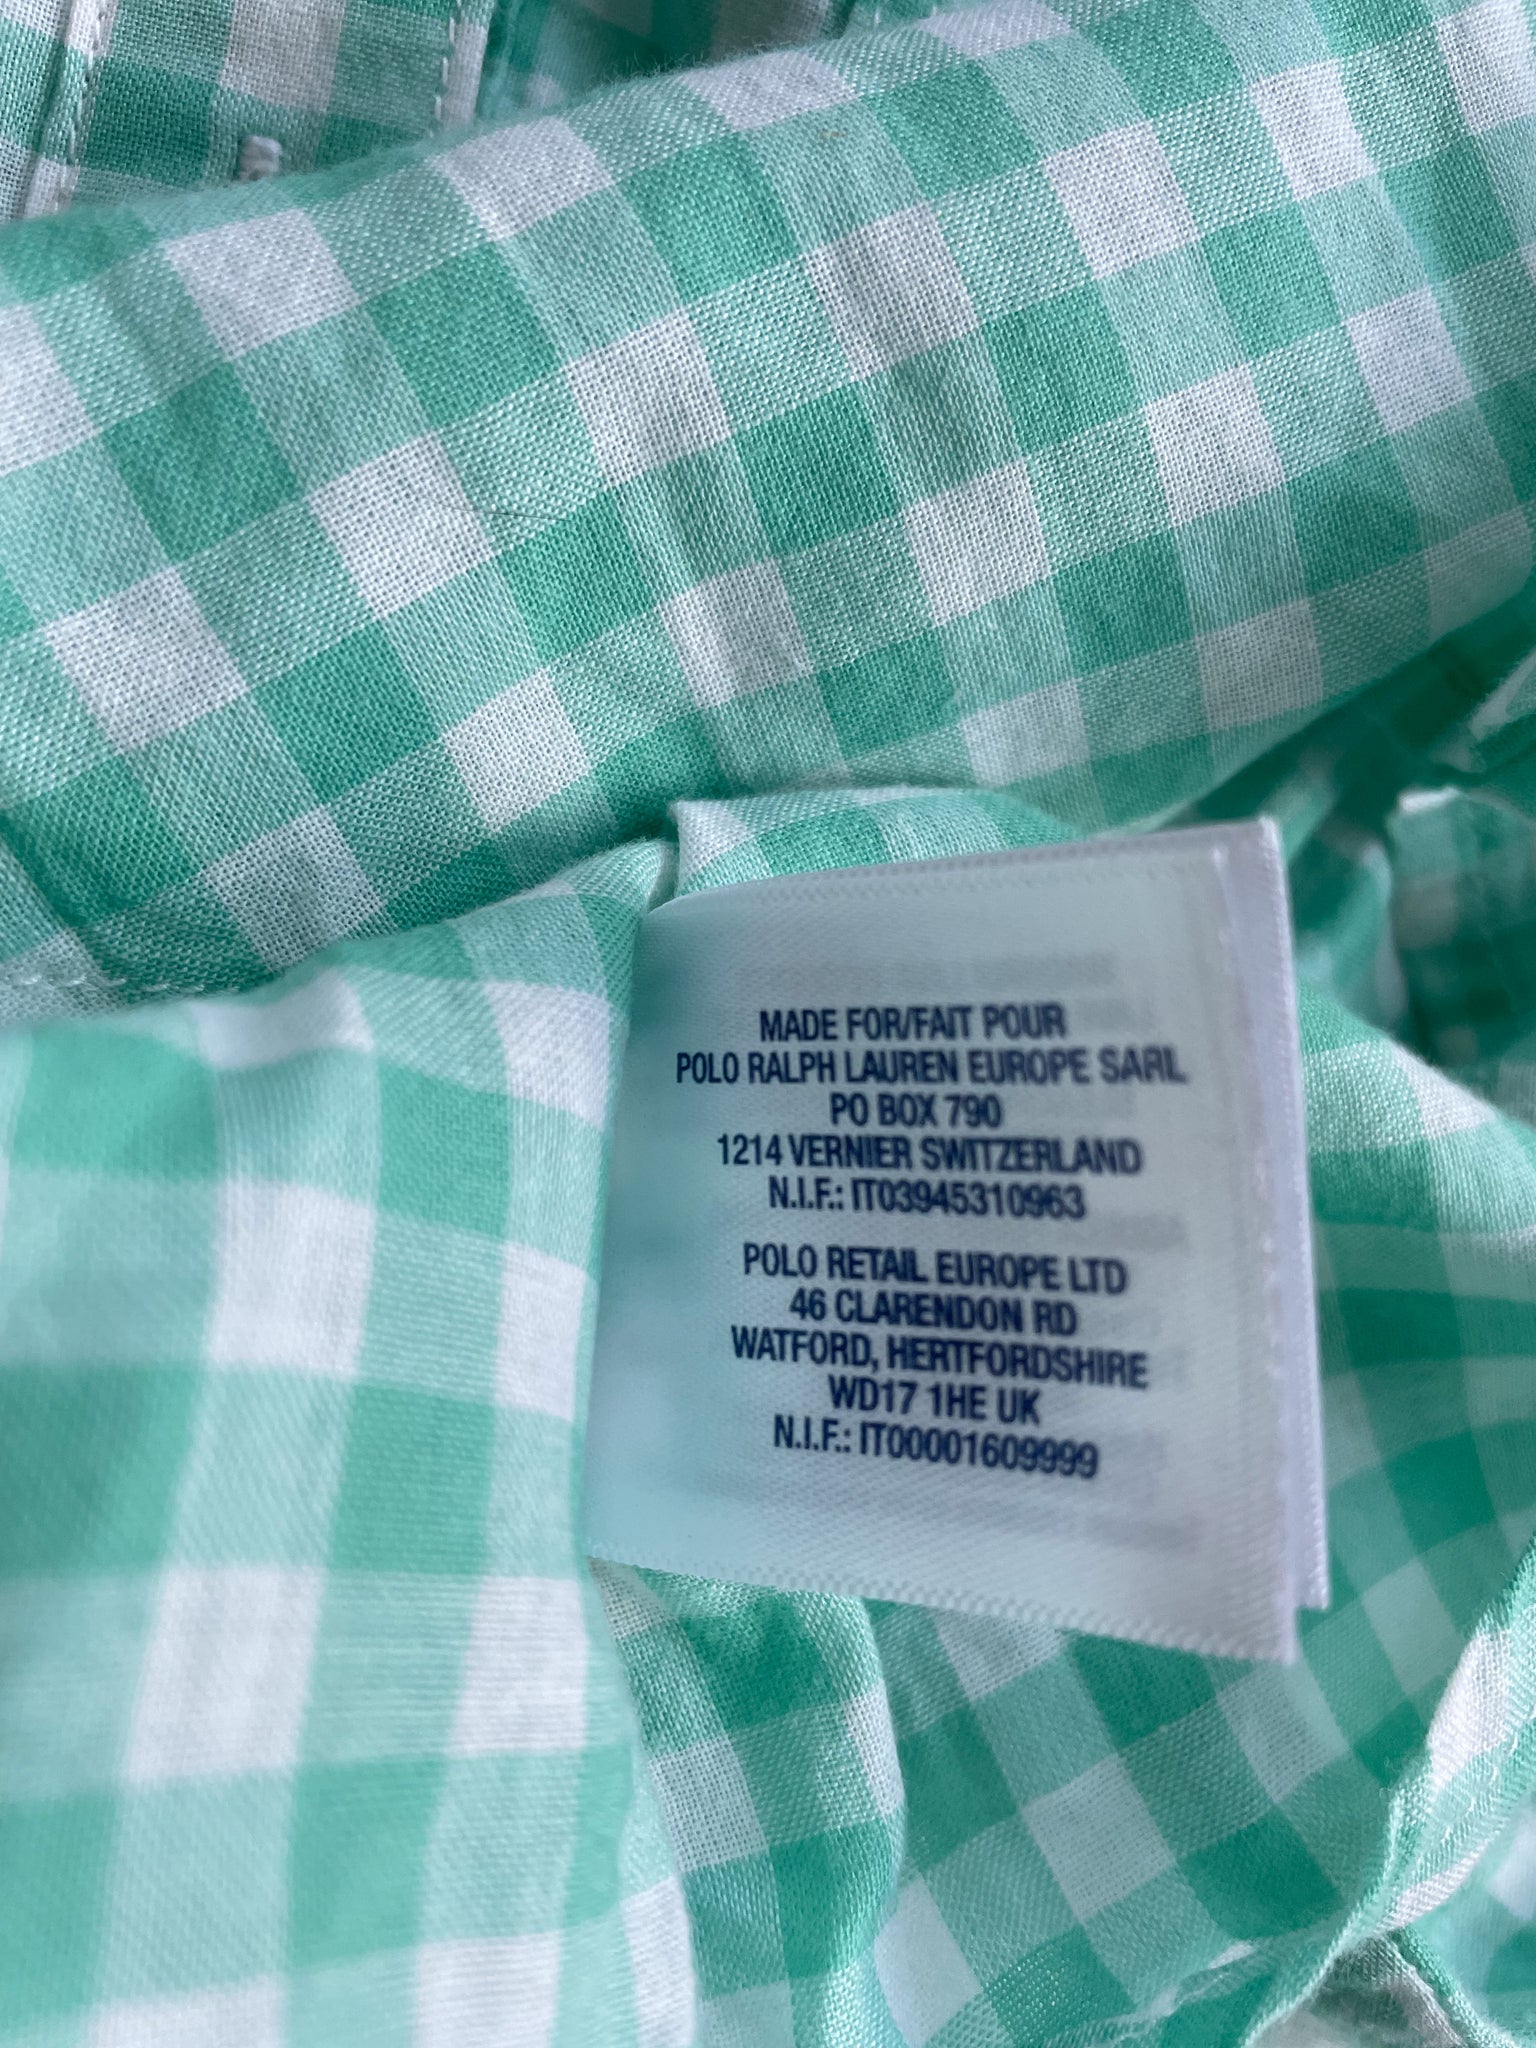 MADE FOR/FAIT POUR
POLO RALPH LAUREN EUROPE SARL
PO BOX 790
1214 VERNIER SWITZERLAND
N.I.F.: IT03945310963
POLO RETAIL EUROPE LTD
46 CLARENDON RD
WATFORD, HERTFORDSHIRE
WD17 1HE UK
N.I.F.: IT00001609999